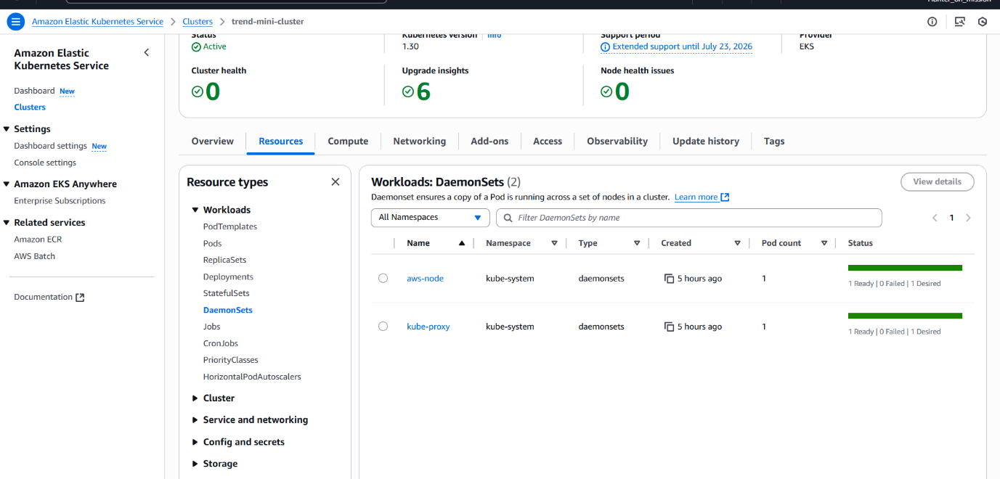 Hunter_on_mission
Amazon Elastic Kubernetes Service > Clusters > trend-mini-cluster
Amazon Elastic
Kubernetes Service
Dashboard New
Clusters
Settings
Dashboard settings New
Console settings
Amazon EKS Anywhere
Enterprise Subscriptions
Related services
Amazon ECR
AWS Batch
Documentation
Status
Active
Kubernetes version Info
1.30
Support period
Extended support until July 23, 2026
Provider
EKS
Cluster health
0
Upgrade insights
6
Node health issues
0
Overview Resources Compute Networking Add-ons Access Observability Update history Tags
Resource types
Workloads
PodTemplates
Pods
ReplicaSets
Deployments
StatefulSets
DaemonSets
Jobs
CronJobs
PriorityClasses
HorizontalPodAutoscalers
Cluster
Service and networking
Config and secrets
Storage
Workloads: DaemonSets (2)
View details
Daemonset ensures a copy of a Pod is running across a set of nodes in a cluster. Learn more
All Namespaces
Filter DaemonSets by name
1
Name Namespace Type Created Pod count Status
aws-node kube-system daemonsets 5 hours ago 1
1 Ready | 0 Failed | 1 Desired
kube-proxy kube-system daemonsets 5 hours ago 1
1 Ready | 0 Failed | 1 Desired